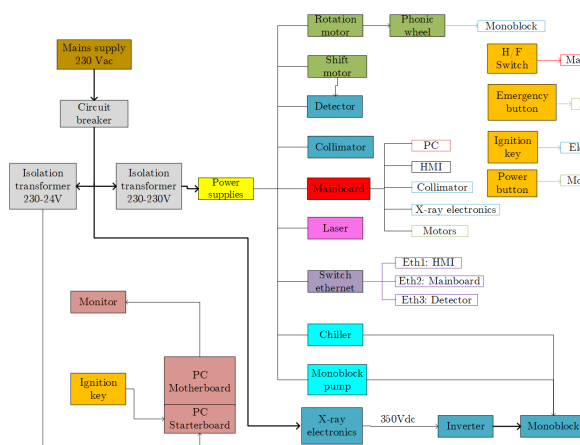 Rotation
motor
Phonic
wheel
Monoblock
Mains supply
230 Vac
H/F
Switch
Shift
motor
Circuit
breaker
Detector
Emergency
button
Collimator
PC
HMI
Ignition
key
Isolation
transformer
230-24V
Isolation
transformer
230-230V
Power
supplies
Mainboard
Collimator
X-ray electronics
Motors
Power
button
Laser
Switch
ethernet
Eth1: HMI
Eth2: Mainboard
Eth3: Detector
Monitor
Chiller
PC
Motherboard
Monoblock
pump
Ignition
key
PC
Starterboard
X-ray
electronics
350Vdc
Inverter
Monoblock